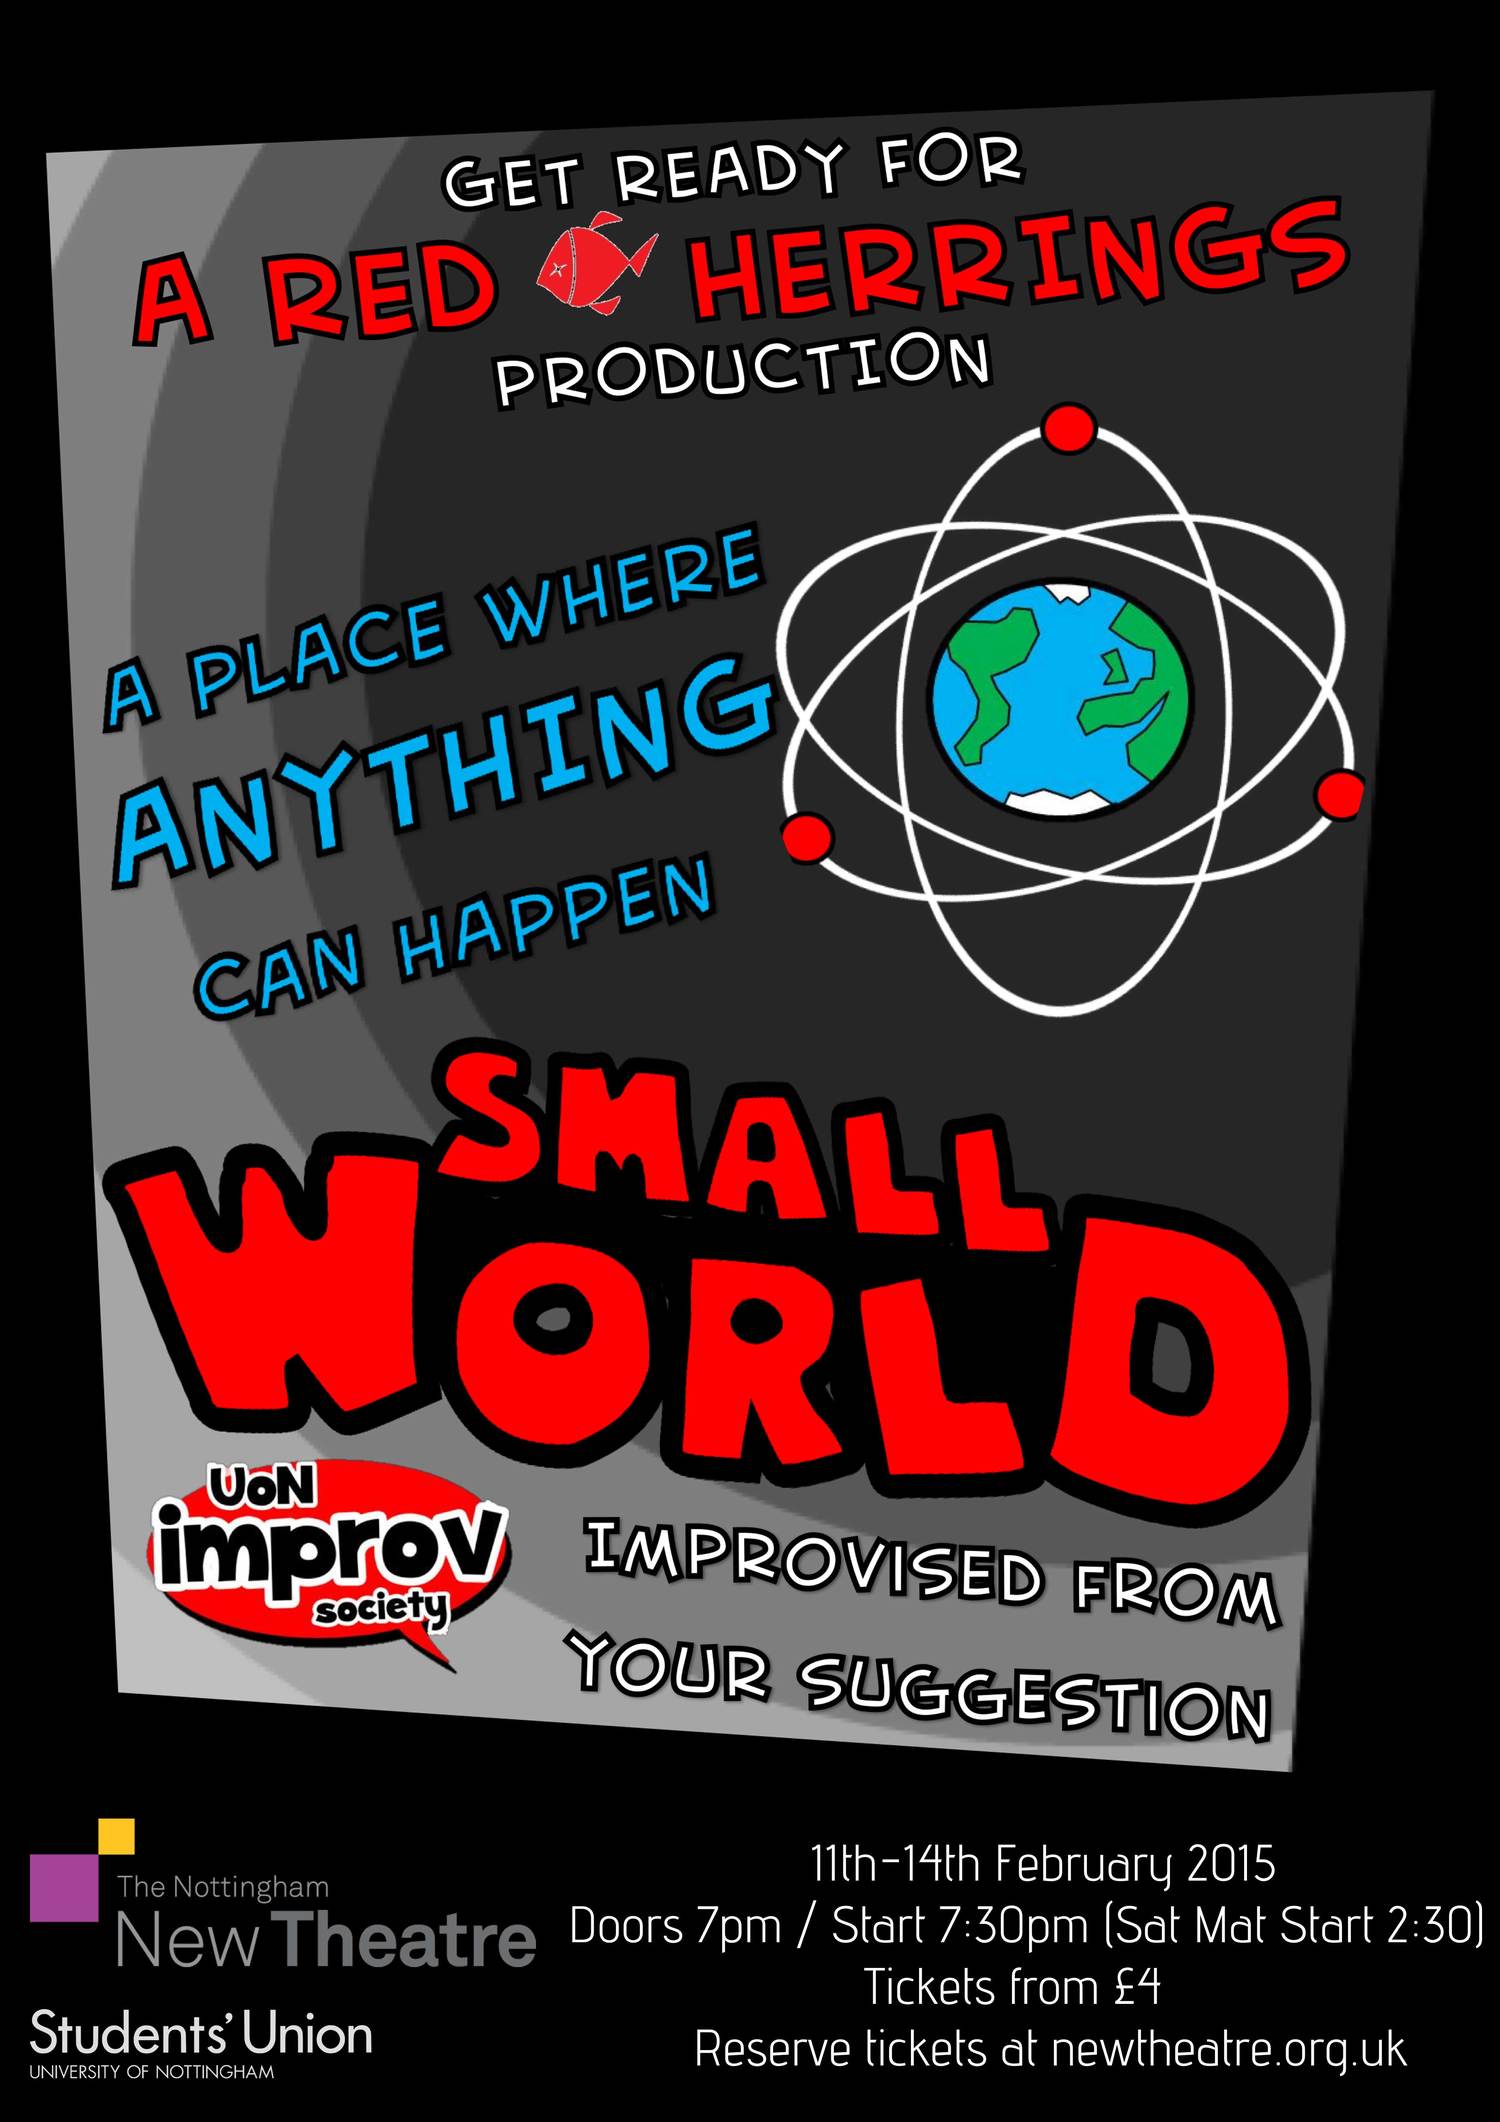 GET READY FOR
A RED HERRINGS
PRODUCTION
A PLACE WHERE
ANYTHING
CAN HAPPEN
SMALL
WORLD
UoN
improv
society
IMPROVISED FROM
YOUR SUGGESTION
The Nottingham
New Theatre
Students' Union
UNIVERSITY OF NOTTINGHAM
11th-14th February 2015
Doors 7pm / Start 7:30pm (Sat Mat Start 2:30)
Tickets from £4
Reserve tickets at newtheatre.org.uk